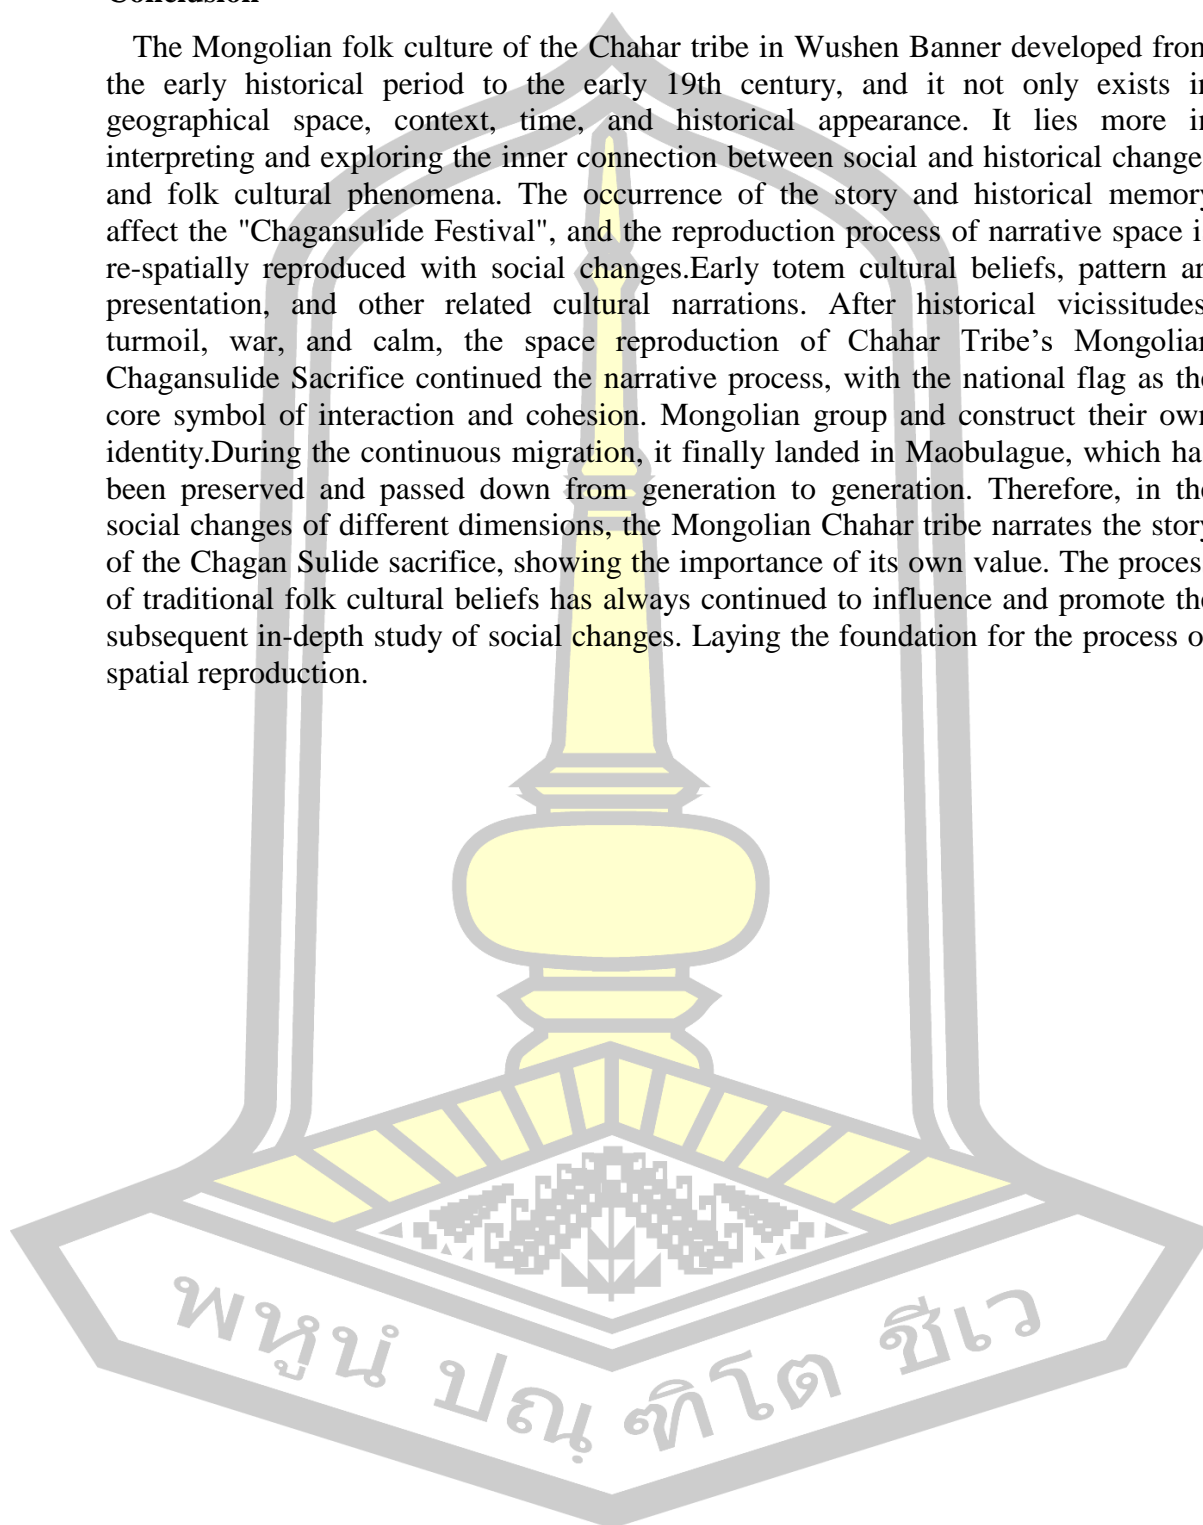 Conclusion
The Mongolian folk culture of the Chahar tribe in Wushen Banner developed from
the early historical period to the early 19th century, and it not only exists in
geographical space, context, time, and historical appearance. It lies more in
interpreting and exploring the inner connection between social and historical change
and folk cultural phenomena. The occurrence of the story and historical memory
affect the "Chagansulide Festival", and the reproduction process of narrative space i
re-spatially reproduced with social changes.Early totem cultural beliefs, pattern ar
presentation, and other related cultural narrations. After historical vicissitudes,
turmoil, war, and calm, the space reproduction of Chahar Tribe’s Mongolian
Chagansulide Sacrifice continued the narrative process, with the national flag as the
core symbol of interaction and cohesion. Mongolian group and construct their own
identity.During the continuous migration, it finally landed in Maobulague, which ha
been preserved and passed down from generation to generation. Therefore, in the
social changes of different dimensions, the Mongolian Chahar tribe narrates the story
of the Chagan Sulide sacrifice, showing the importance of its own value. The proces
of traditional folk cultural beliefs has always continued to influence and promote the
subsequent in-depth study of social changes. Laying the foundation for the process o
spatial reproduction.
พหูนํ ปณฺฑิโต ชีเว